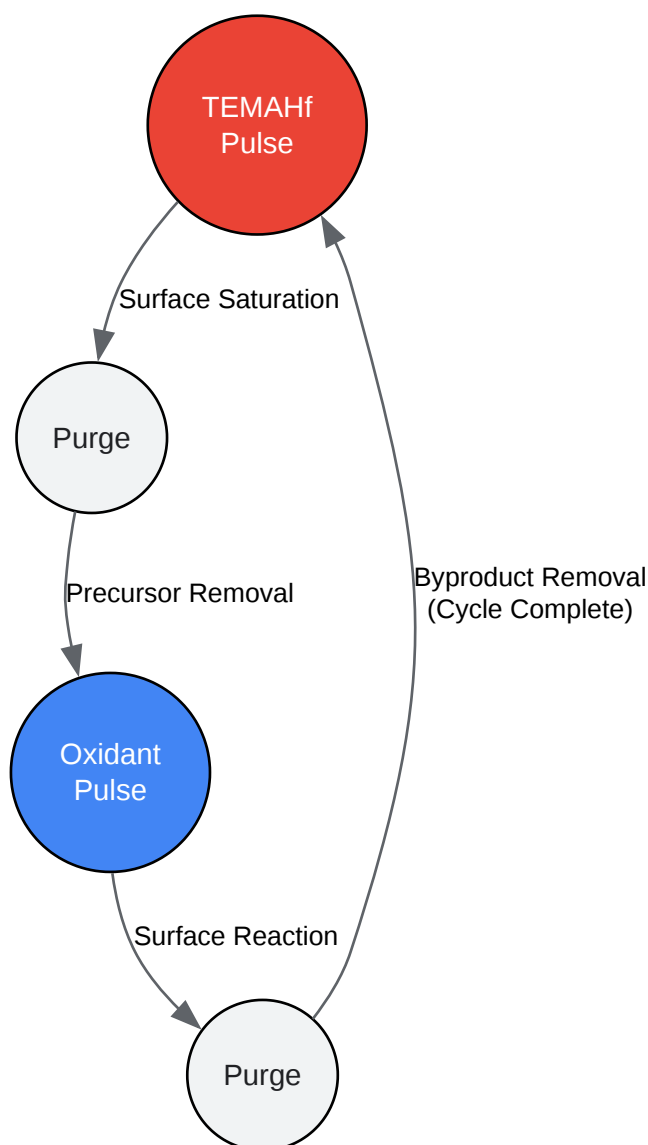 TEMAHf
Pulse
Surface Saturation
Purge
Precursor Removal
Byproduct Removal
(Cycle Complete)
Oxidant
Pulse
Surface Reaction
Purge